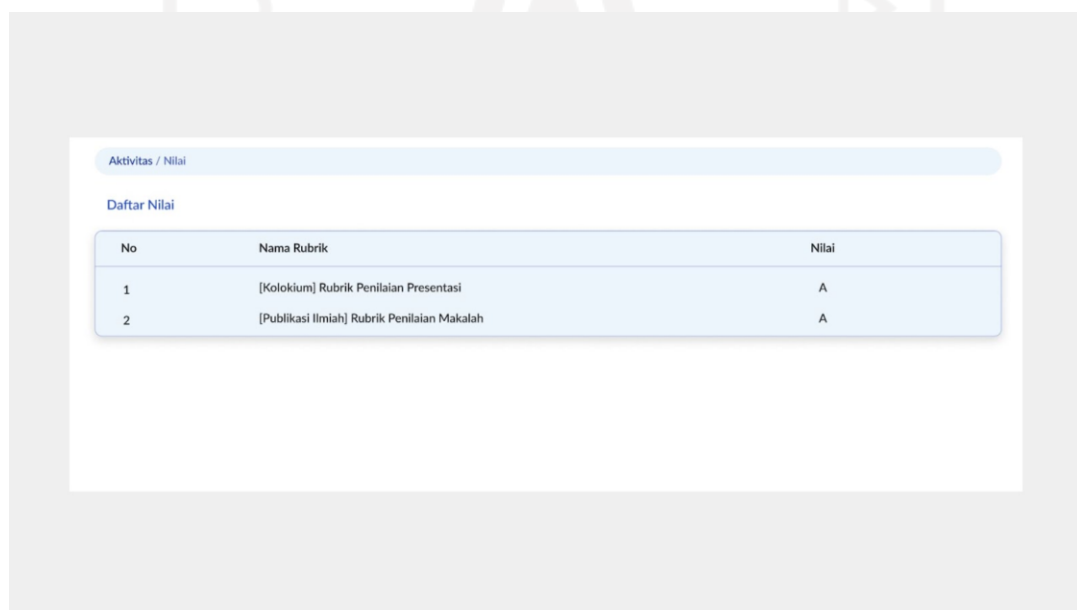 Aktivitas / Nilai
Daftar Nilai
No Nama Rubrik Nilai
1 [Kolokium] Rubrik Penilaian Presentasi A
2 [Publikasi Ilmiah] Rubrik Penilaian Makalah A